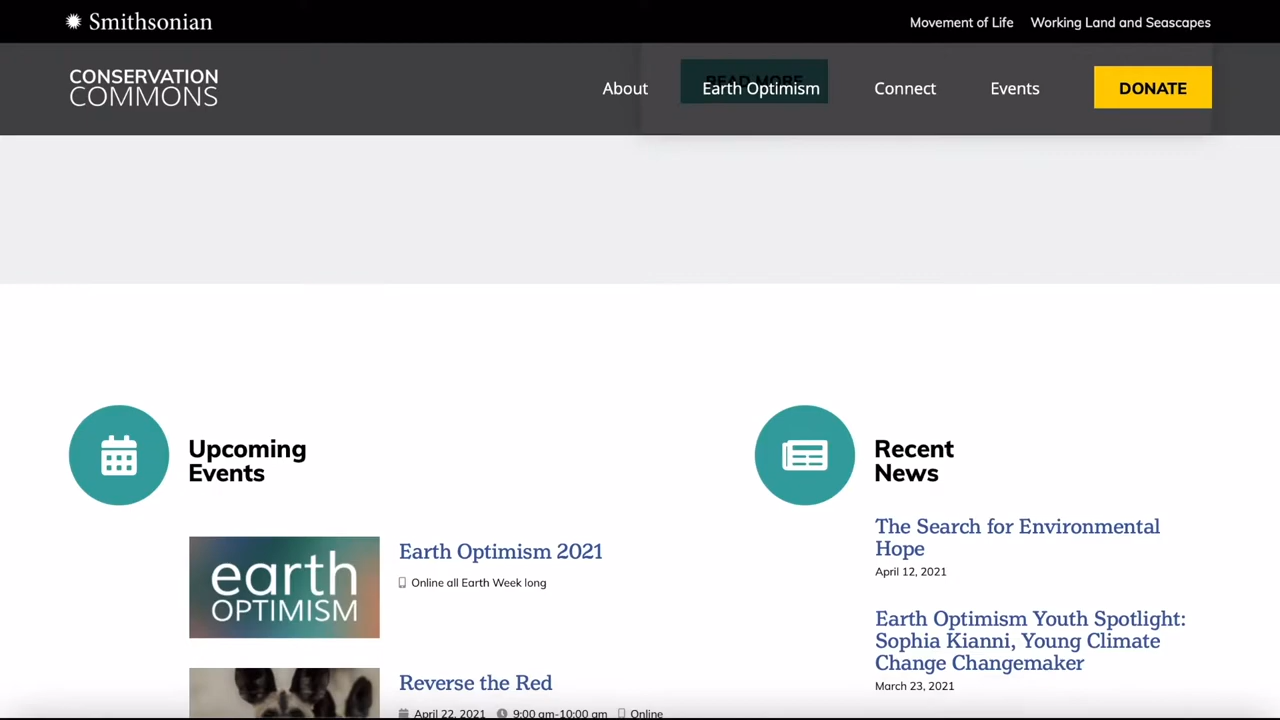 Smithsonian
Movement of Life
Working Land and Seascapes
CONSERVATION
COMMONS
READ MORE
About
Earth Optimism
Connect
Events
DONATE
Upcoming
Events
earth
OPTIMISM
Earth Optimism 2021
Online all Earth Week long
Reverse the Red
April 22, 2021
9:00 am-10:00 am
Online
Recent
News
The Search for Environmental
Hope
April 12, 2021
Earth Optimism Youth Spotlight:
Sophia Kianni, Young Climate
Change Changemaker
March 23, 2021